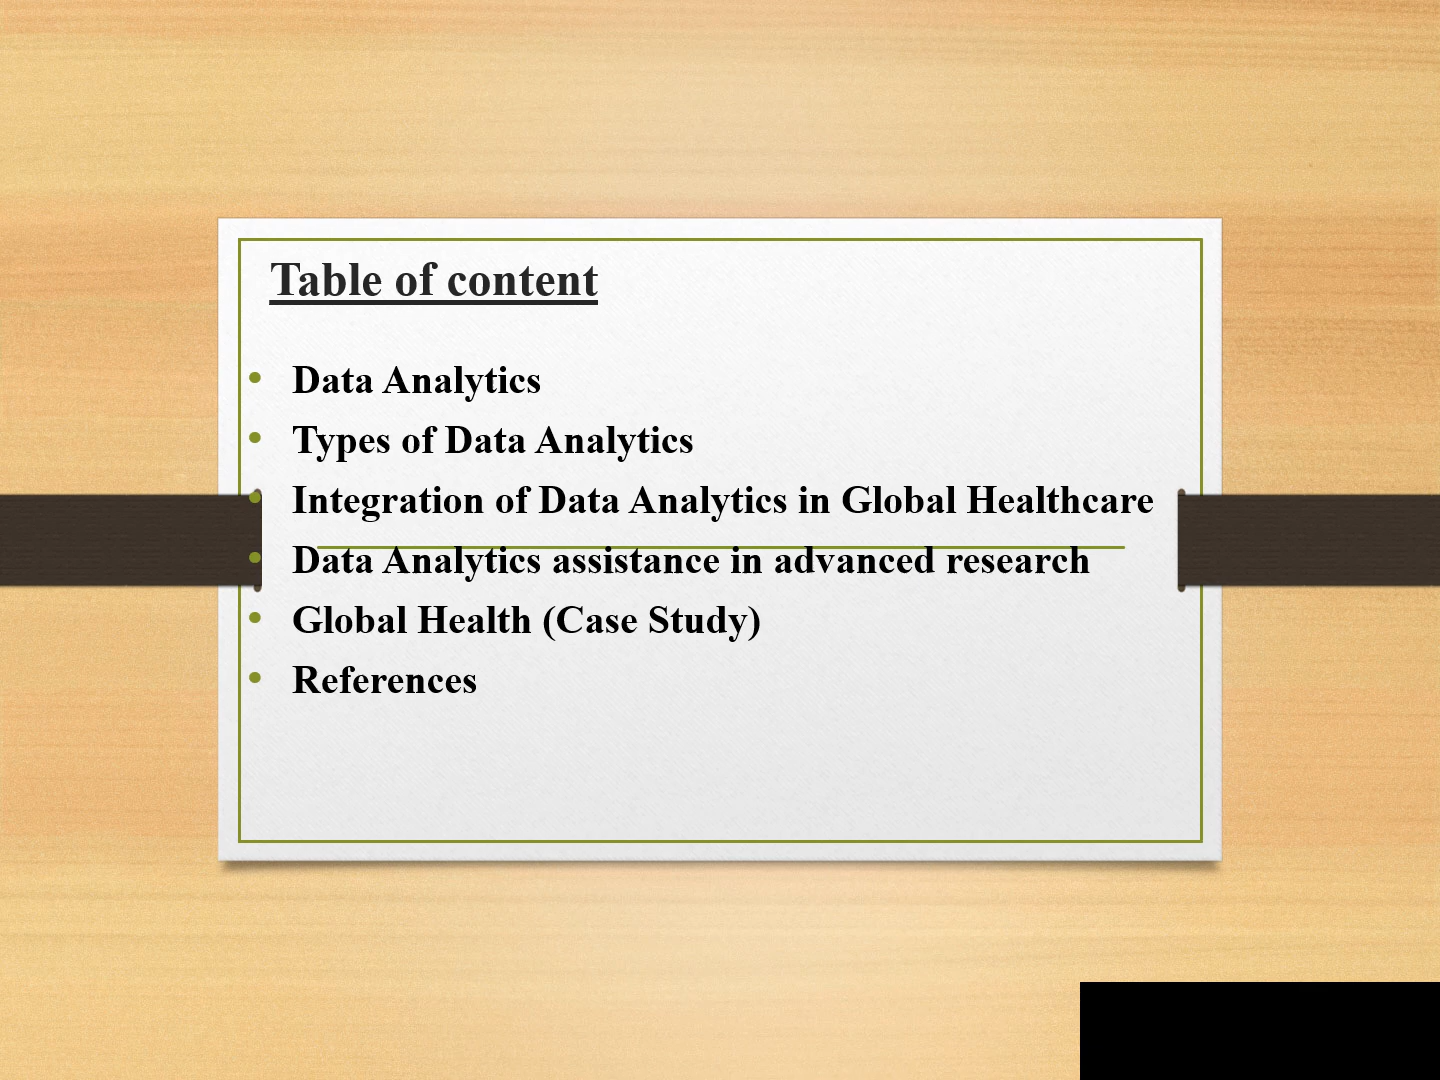 Table of content
• Data Analytics
• Types of Data Analytics
• Integration of Data Analytics in Global Healthcare
• Data Analytics assistance in advanced research
• Global Health (Case Study)
• References